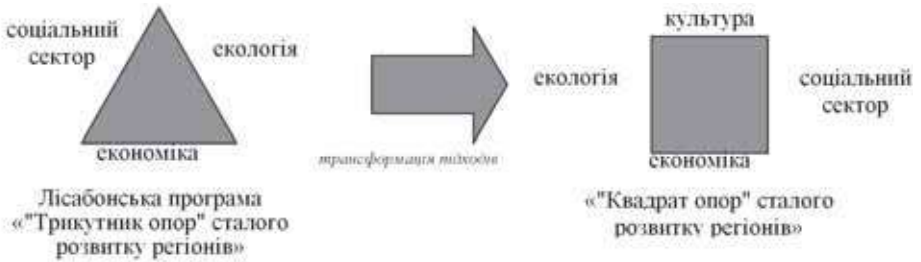 соціальний
сектор
екологія
економіка
Лісабонська програма
«"Трикутник опор" сталого
розвитку регіонів»
трансформація підходів
культура
екологія
соціальний
сектор
економіка
«"Квадрат опор" сталого
розвитку регіонів»